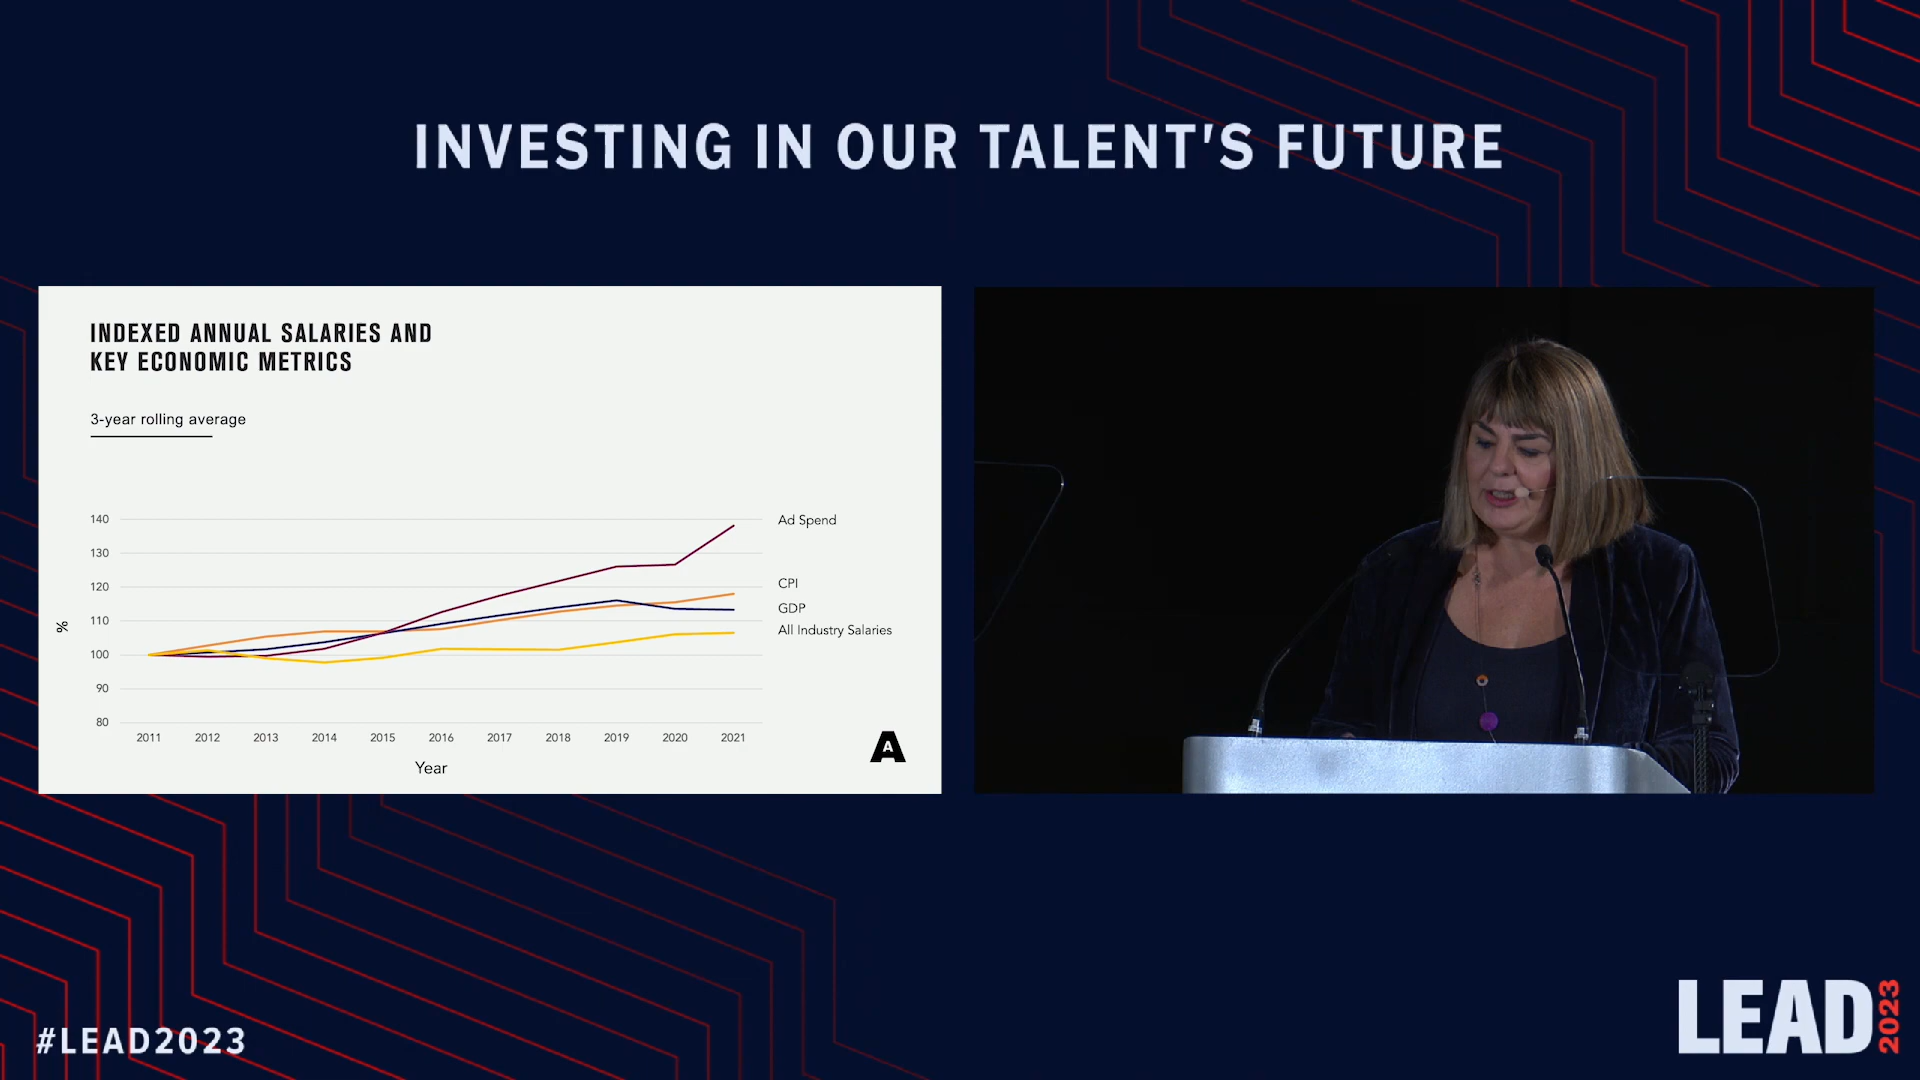 INVESTING IN OUR TALENT'S FUTURE
INDEXED ANNUAL SALARIES AND
KEY ECONOMIC METRICS
3-year rolling average
140
130
120
110
100
90
80
%
Ad Spend
CPI
GDP
All Industry Salaries
2011 2012 2013 2014 2015 2016 2017 2018 2019 2020 2021
Year
A
#LEAD2023
LEAD 2023